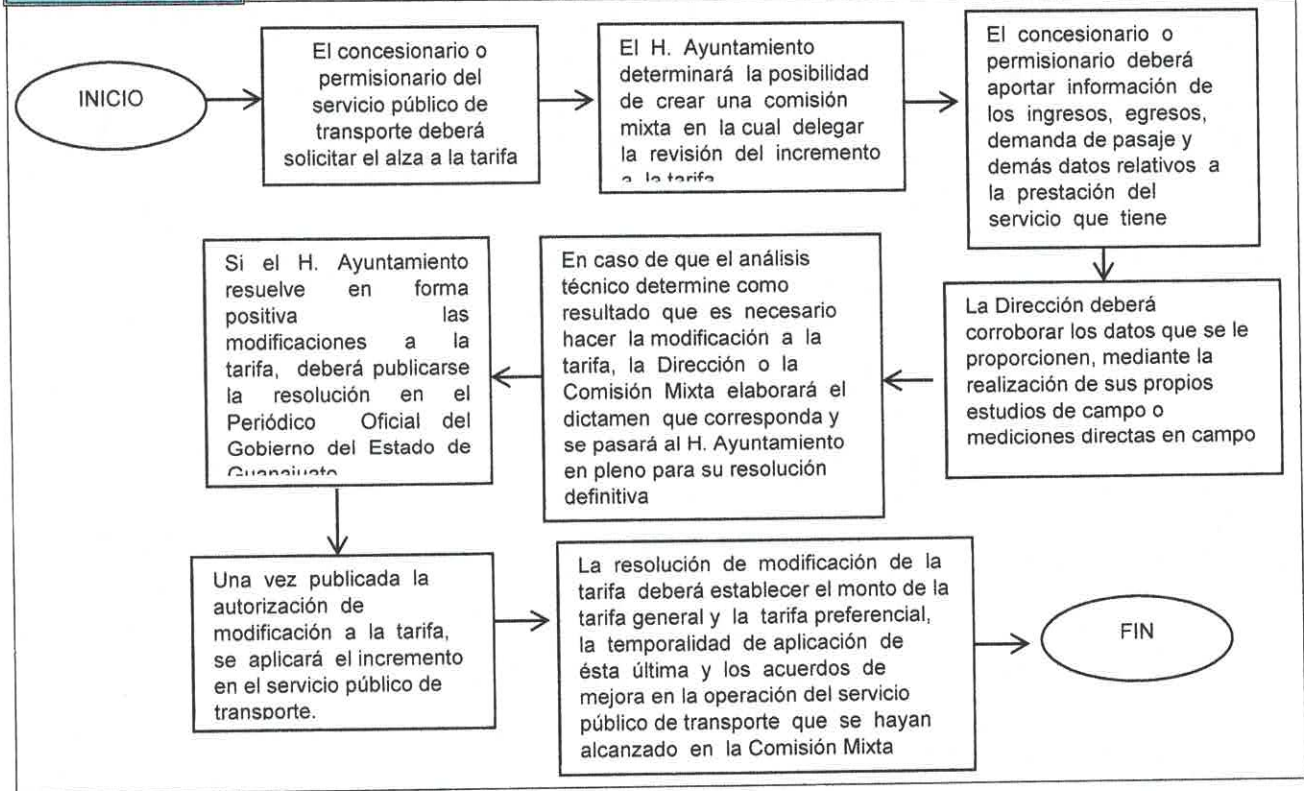 INICIO
El concesionario o
permisionario del
servicio público de
transporte deberá
solicitar el alza a la tarifa
El H. Ayuntamiento
determinará la posibilidad
de crear una comisión
mixta en la cual delegar
la revisión del incremento
a la tarifa
El concesionario o
permisionario deberá
aportar información de
los ingresos, egresos,
demanda de pasaje y
demás datos relativos a
la prestación del
servicio que tiene
La Dirección deberá
corroborar los datos que se le
proporcionen, mediante la
realización de sus propios
estudios de campo o
mediciones directas en campo
En caso de que el análisis
técnico determine como
resultado que es necesario
hacer la modificación a la
tarifa, la Dirección o la
Comisión Mixta elaborará el
dictamen que corresponda y
se pasará al H. Ayuntamiento
en pleno para su resolución
definitiva
Si el H. Ayuntamiento
resuelve en forma
positiva las
modificaciones a la
tarifa, deberá publicarse
la resolución en el
Periódico Oficial del
Gobierno del Estado de
Guanajuato
Una vez publicada la
autorización de
modificación a la tarifa,
se aplicará el incremento
en el servicio público de
transporte.
La resolución de modificación de la
tarifa deberá establecer el monto de la
tarifa general y la tarifa preferencial,
la temporalidad de aplicación de
ésta última y los acuerdos de
mejora en la operación del servicio
público de transporte que se hayan
alcanzado en la Comisión Mixta
FIN